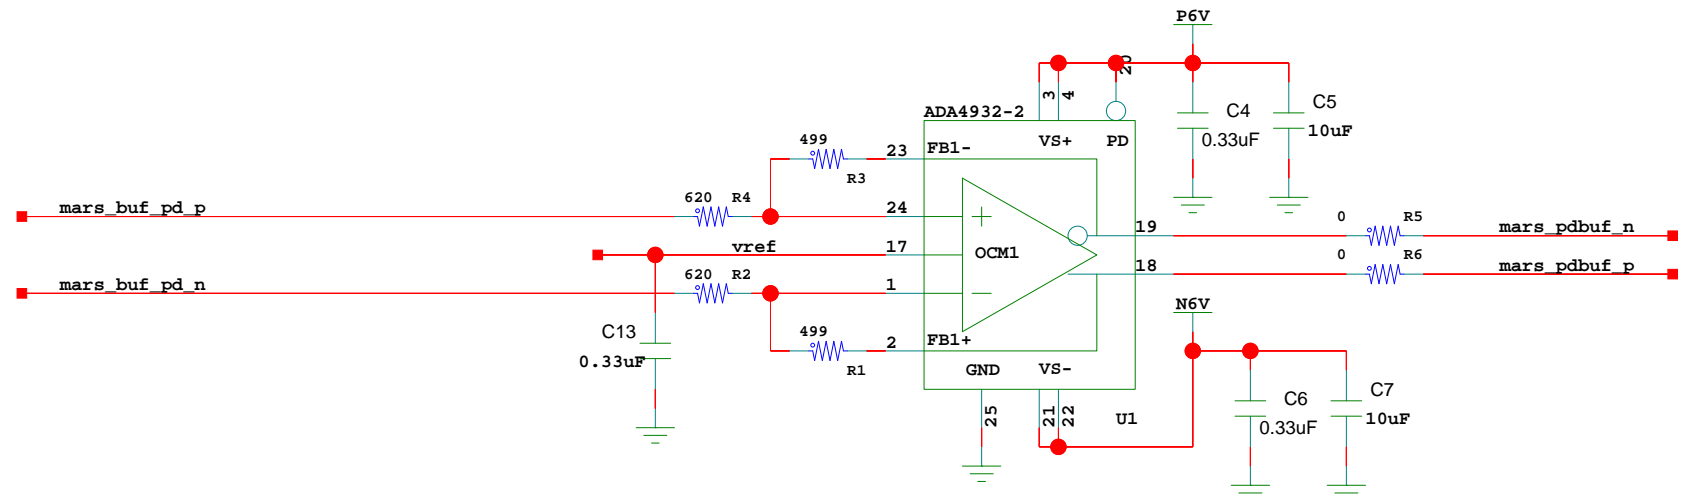 P6V
20
3
4
C4
0.33uF
C5
10uF
ADA4932-2
VS+
PD
499
R3
23
FB1-
mars_buf_pd_p
620
R4
24
19
0
R5
mars_pdbuf_n
vref
17
OCM1
mars_buf_pd_n
620
R2
1
18
0
R6
mars_pdbuf_p
N6V
C13
0.33uF
499
R1
2
FB1+
GND
VS-
25
21
22
U1
C6
0.33uF
C7
10uF